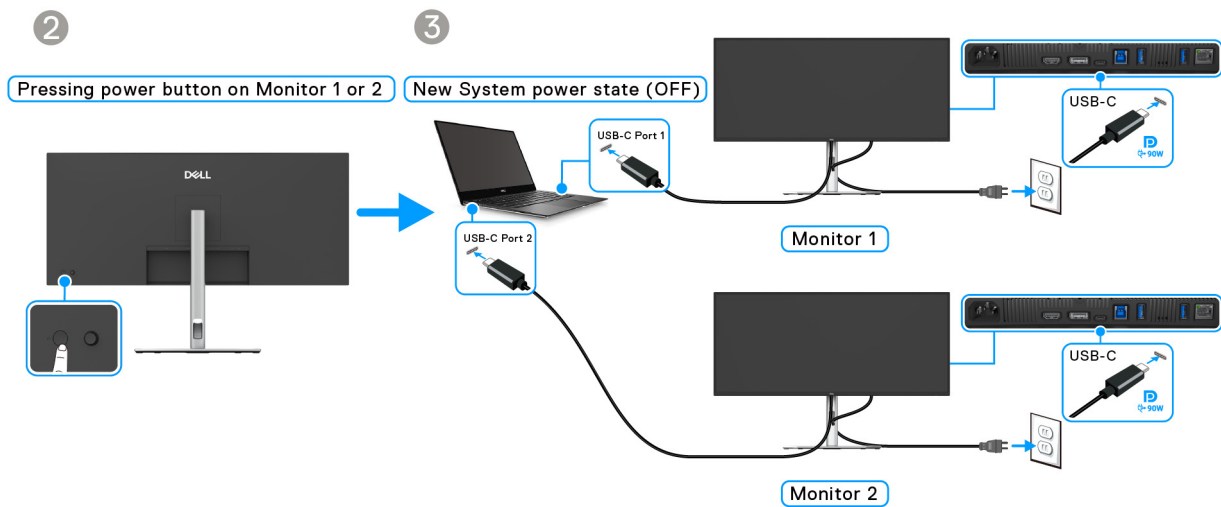 2
Pressing power button on Monitor 1 or 2
DELL
3
New System power state (OFF)
USB-C Port 1
USB-C Port 2
USB-C
90W
Monitor 1
USB-C
90W
Monitor 2